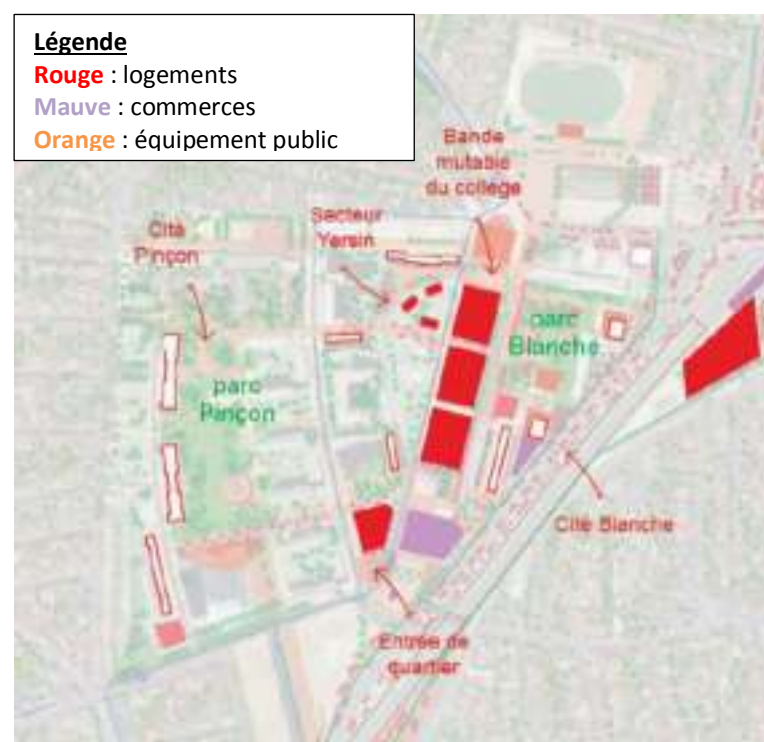 Légende
Rouge : logements
Mauve : commerces
Orange : équipement public
Bande
mutable
du collège
Secteur
Yersin
Cité
Pinçon
parc
Blanche
parc
Pinçon
Cité Blanche
Entrée de
quartier